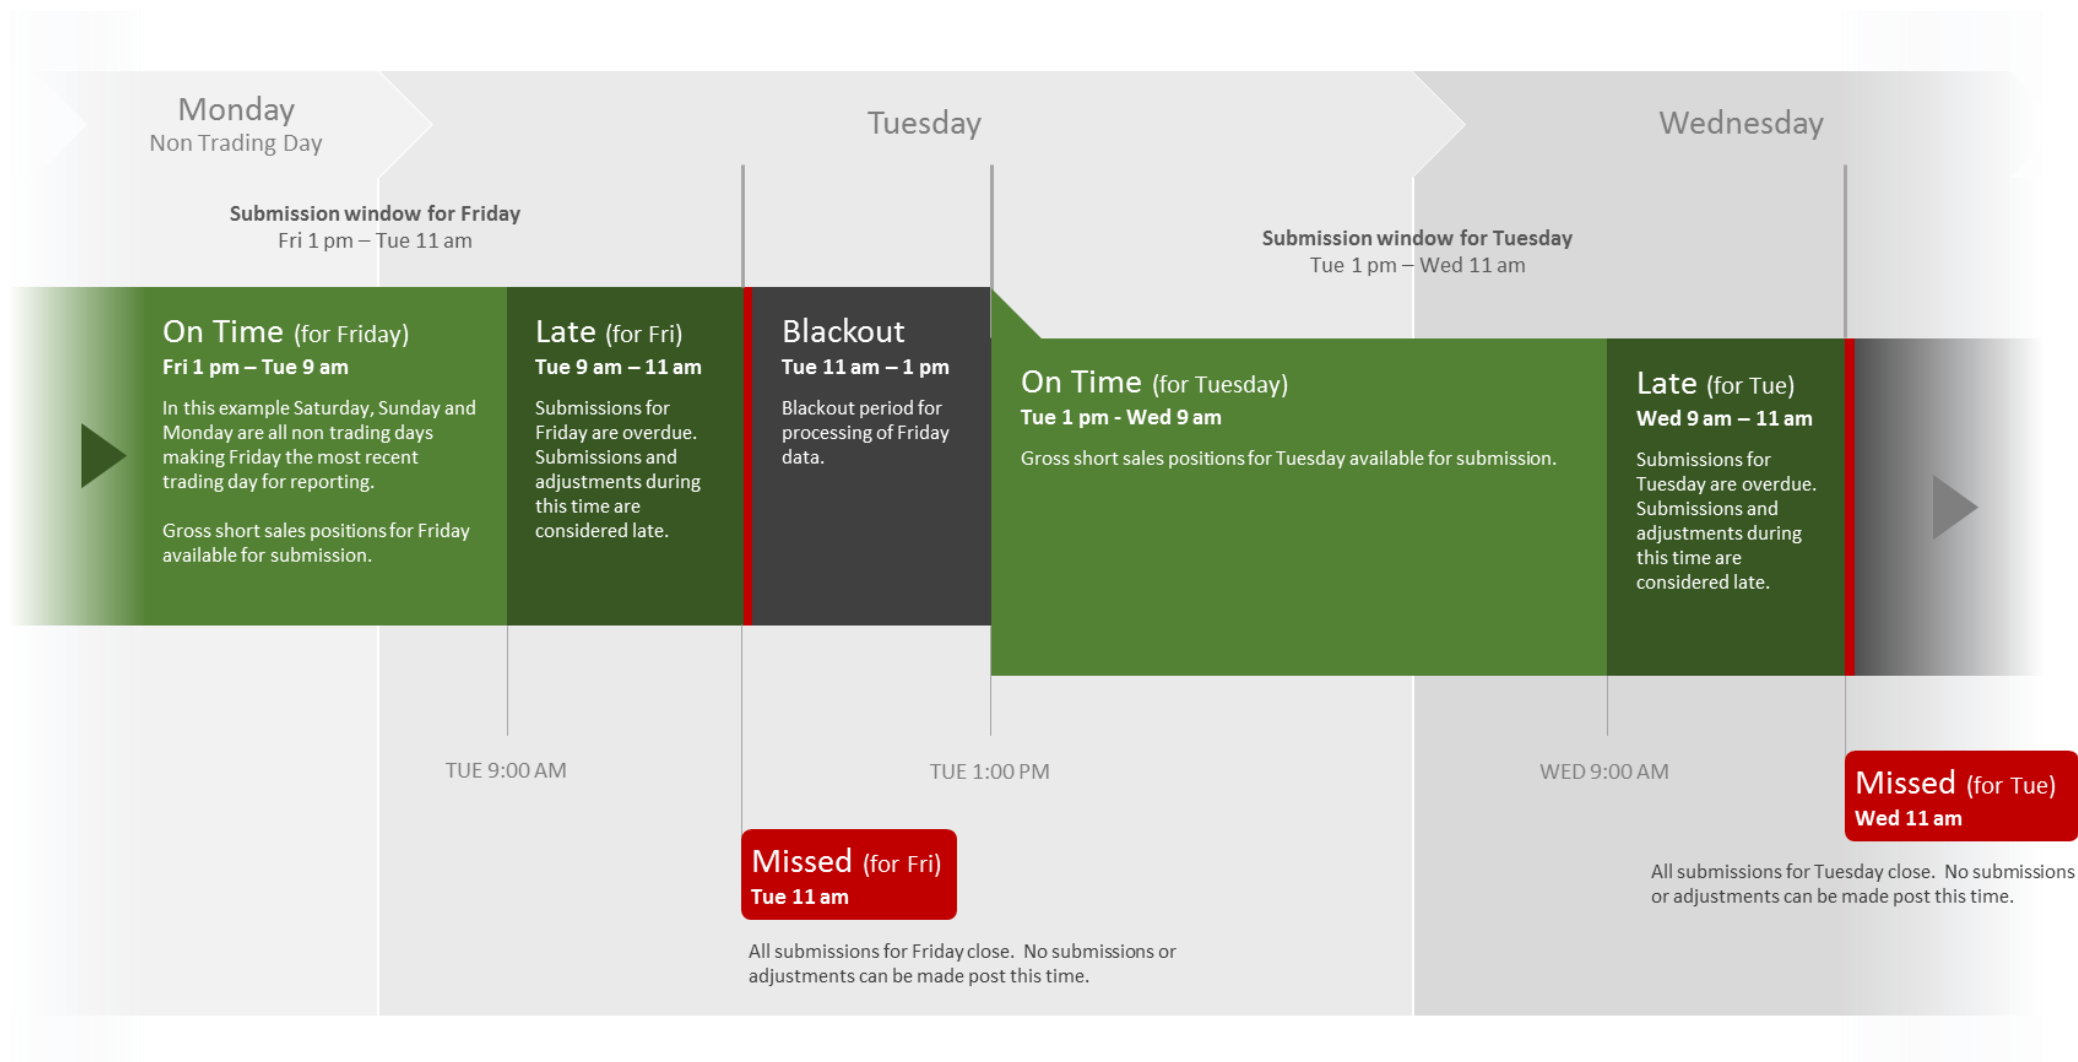 Monday
Non Trading Day
Tuesday
Wednesday
Submission window for Friday
Fri 1 pm – Tue 11 am
Submission window for Tuesday
Tue 1 pm – Wed 11 am
On Time (for Friday)
Fri 1 pm – Tue 9 am
In this example Saturday, Sunday and
Monday are all non trading days
making Friday the most recent
trading day for reporting.
Gross short sales positions for Friday
available for submission.
Late (for Fri)
Tue 9 am – 11 am
Submissions for
Friday are overdue.
Submissions and
adjustments during
this time are
considered late.
Blackout
Tue 11 am – 1 pm
Blackout period for
processing of Friday
data.
On Time (for Tuesday)
Tue 1 pm - Wed 9 am
Gross short sales positions for Tuesday available for submission.
Late (for Tue)
Wed 9 am – 11 am
Submissions for
Tuesday are overdue.
Submissions and
adjustments during
this time are
considered late.
TUE 9:00 AM
TUE 1:00 PM
WED 9:00 AM
Missed (for Fri)
Tue 11 am
All submissions for Friday close.  No submissions or
adjustments can be made post this time.
Missed (for Tue)
Wed 11 am
All submissions for Tuesday close.  No submissions
or adjustments can be made post this time.